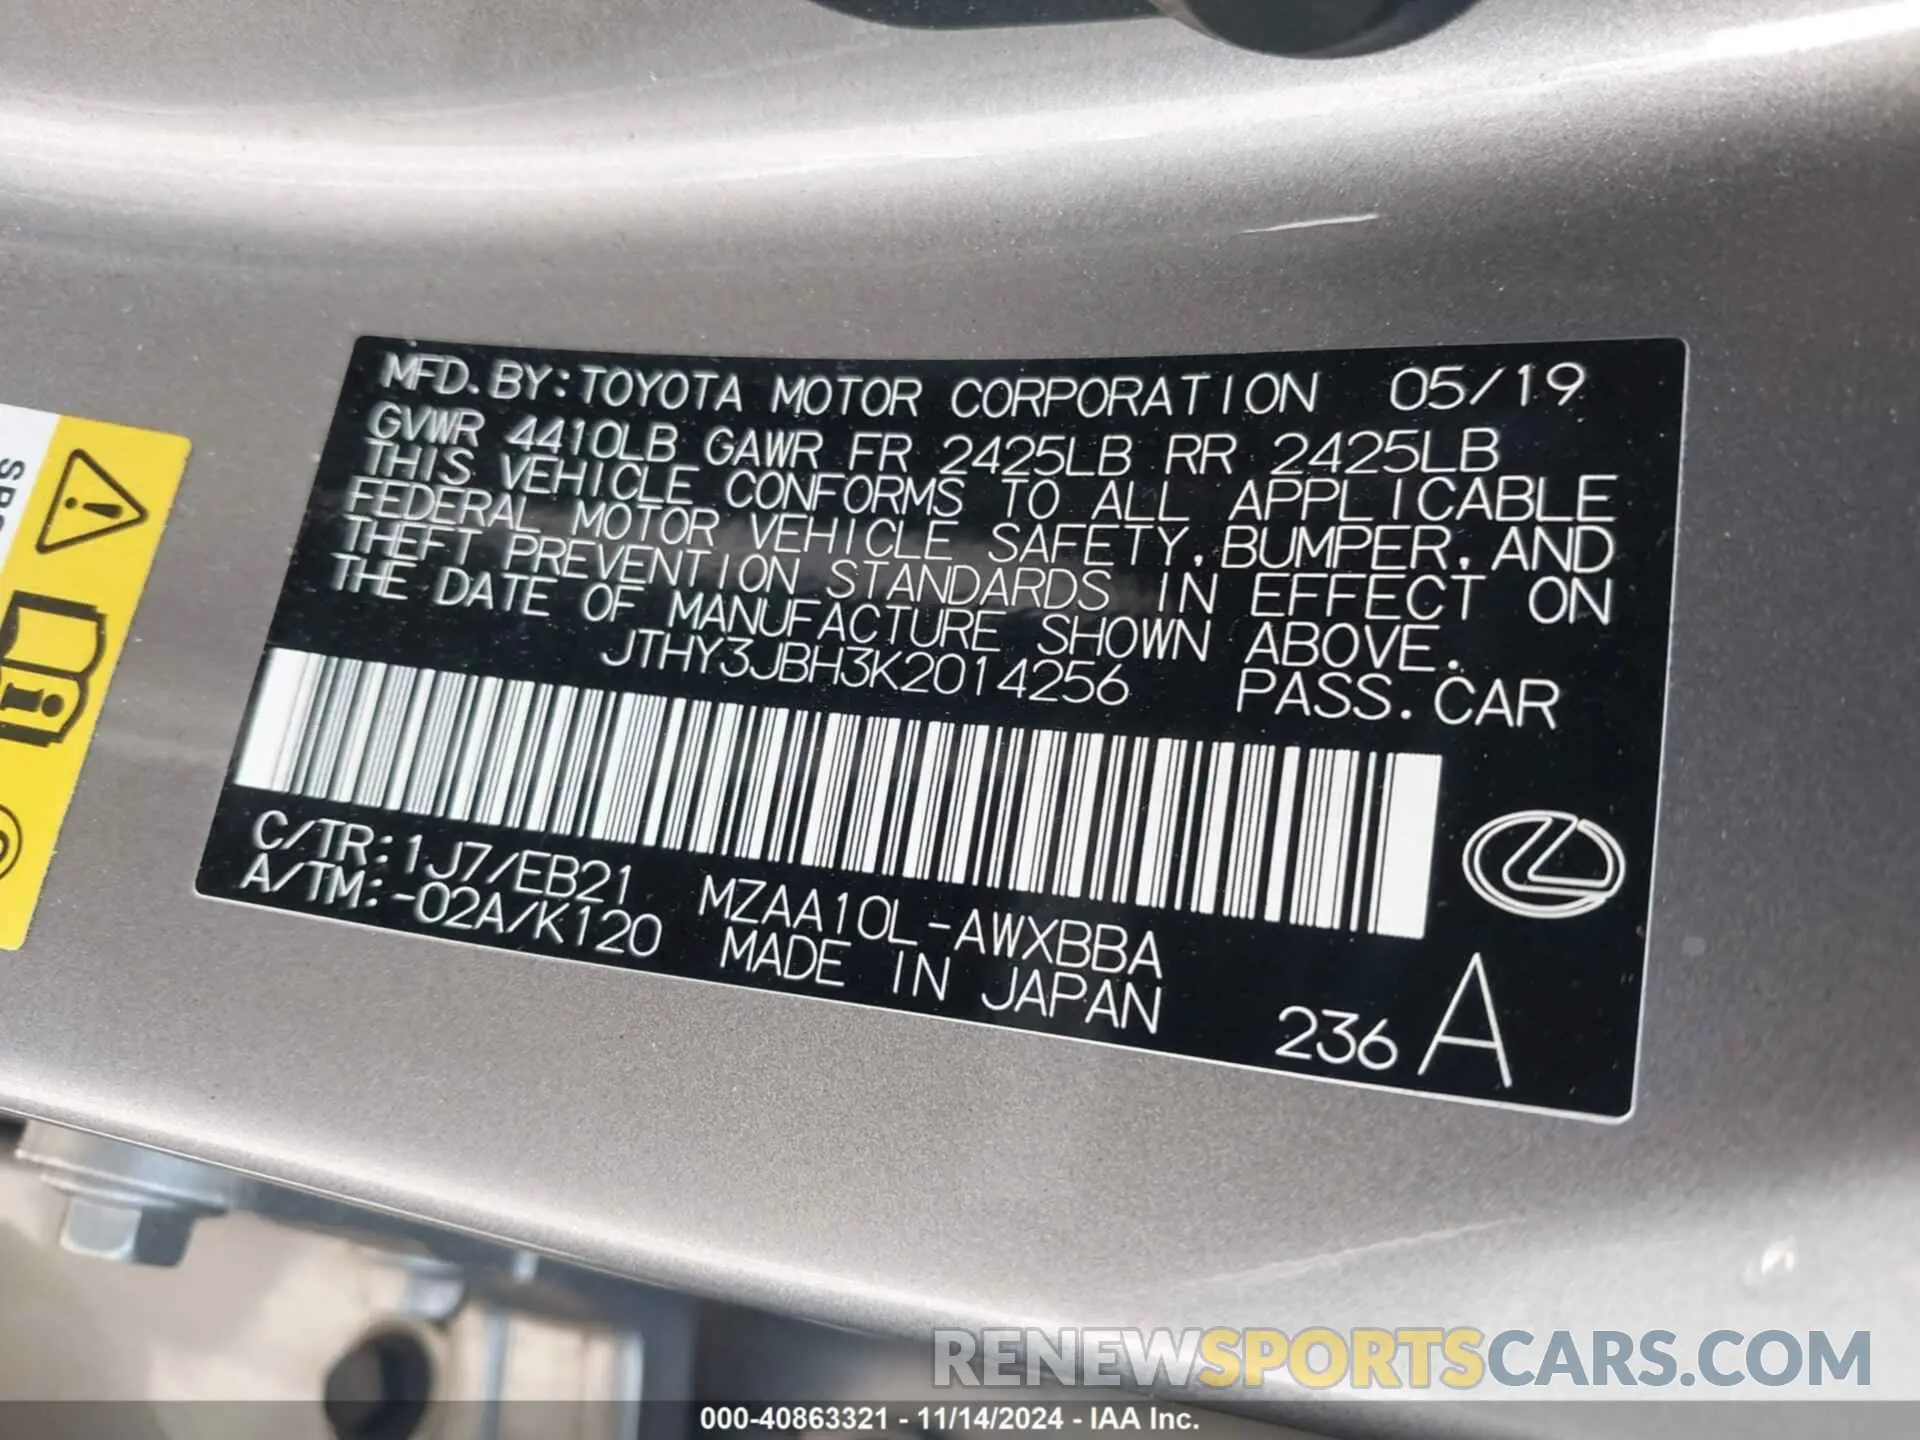 MFD.BY:TOYOTA MOTOR CORPORATION 05/19
GVWR 4410LB GAWR FR 2425LB RR 2425LB
THIS VEHICLE CONFORMS TO ALL APPLICABLE
FEDERAL MOTOR VEHICLE SAFETY,BUMPER,AND
THEFT PREVENTION STANDARDS IN EFFECT ON
THE DATE OF MANUFACTURE SHOWN ABOVE.
JTHY3JBH3K2014256 PASS.CAR
C/TR:1J7/EB21 MZAA10L-AWXBBA
A/TM:-02A/K120 MADE IN JAPAN 236 A
RENEWSPORTSCARS.COM
000-40863321 - 11/14/2024 - IAA Inc.